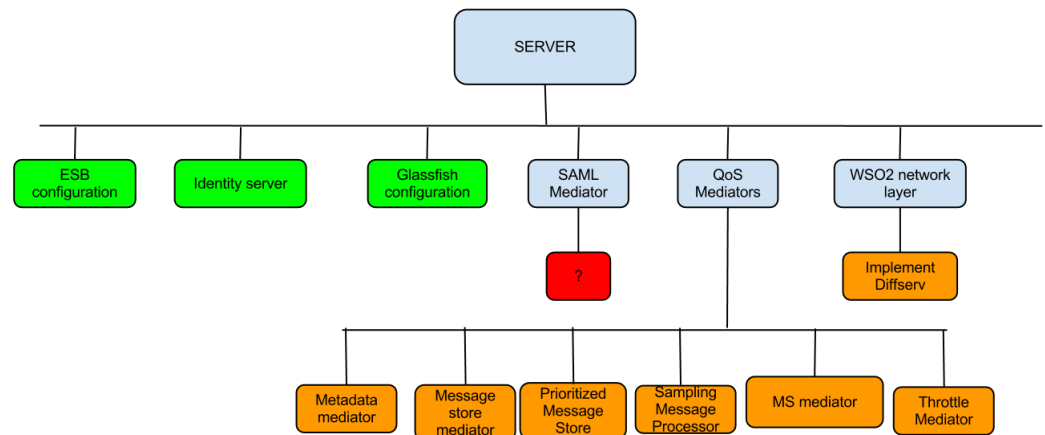 SERVER
ESB
configuration
Identity server
Glassfish
configuration
SAML
Mediator
QoS
Mediators
WSO2 network
layer
?
Implement
Diffserv
Metadata
mediator
Message
store
mediator
Prioritized
Message
Store
Sampling
Message
Processor
MS mediator
Throttle
Mediator